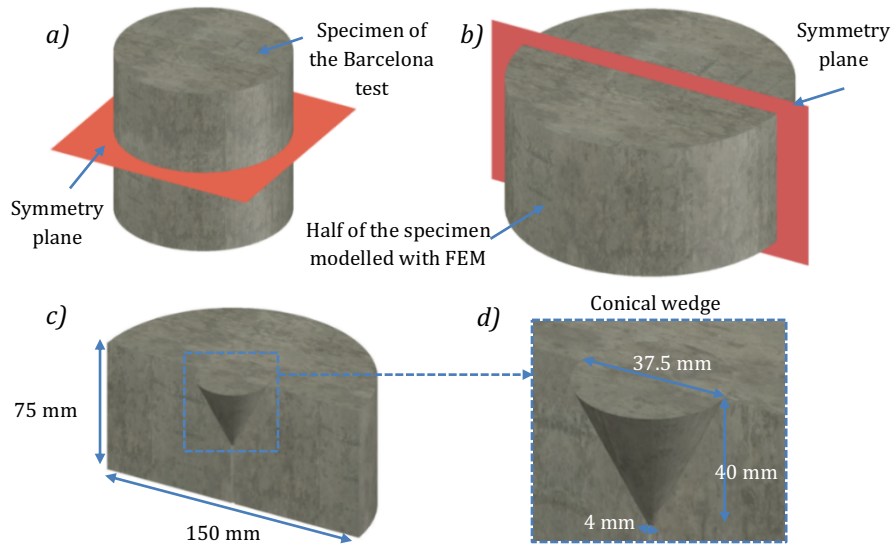 a)
Specimen of
the Barcelona
test
Symmetry
plane
b)
Symmetry
plane
Half of the specimen
modelled with FEM
c)
75 mm
150 mm
d)
Conical wedge
37.5 mm
40 mm
4 mm